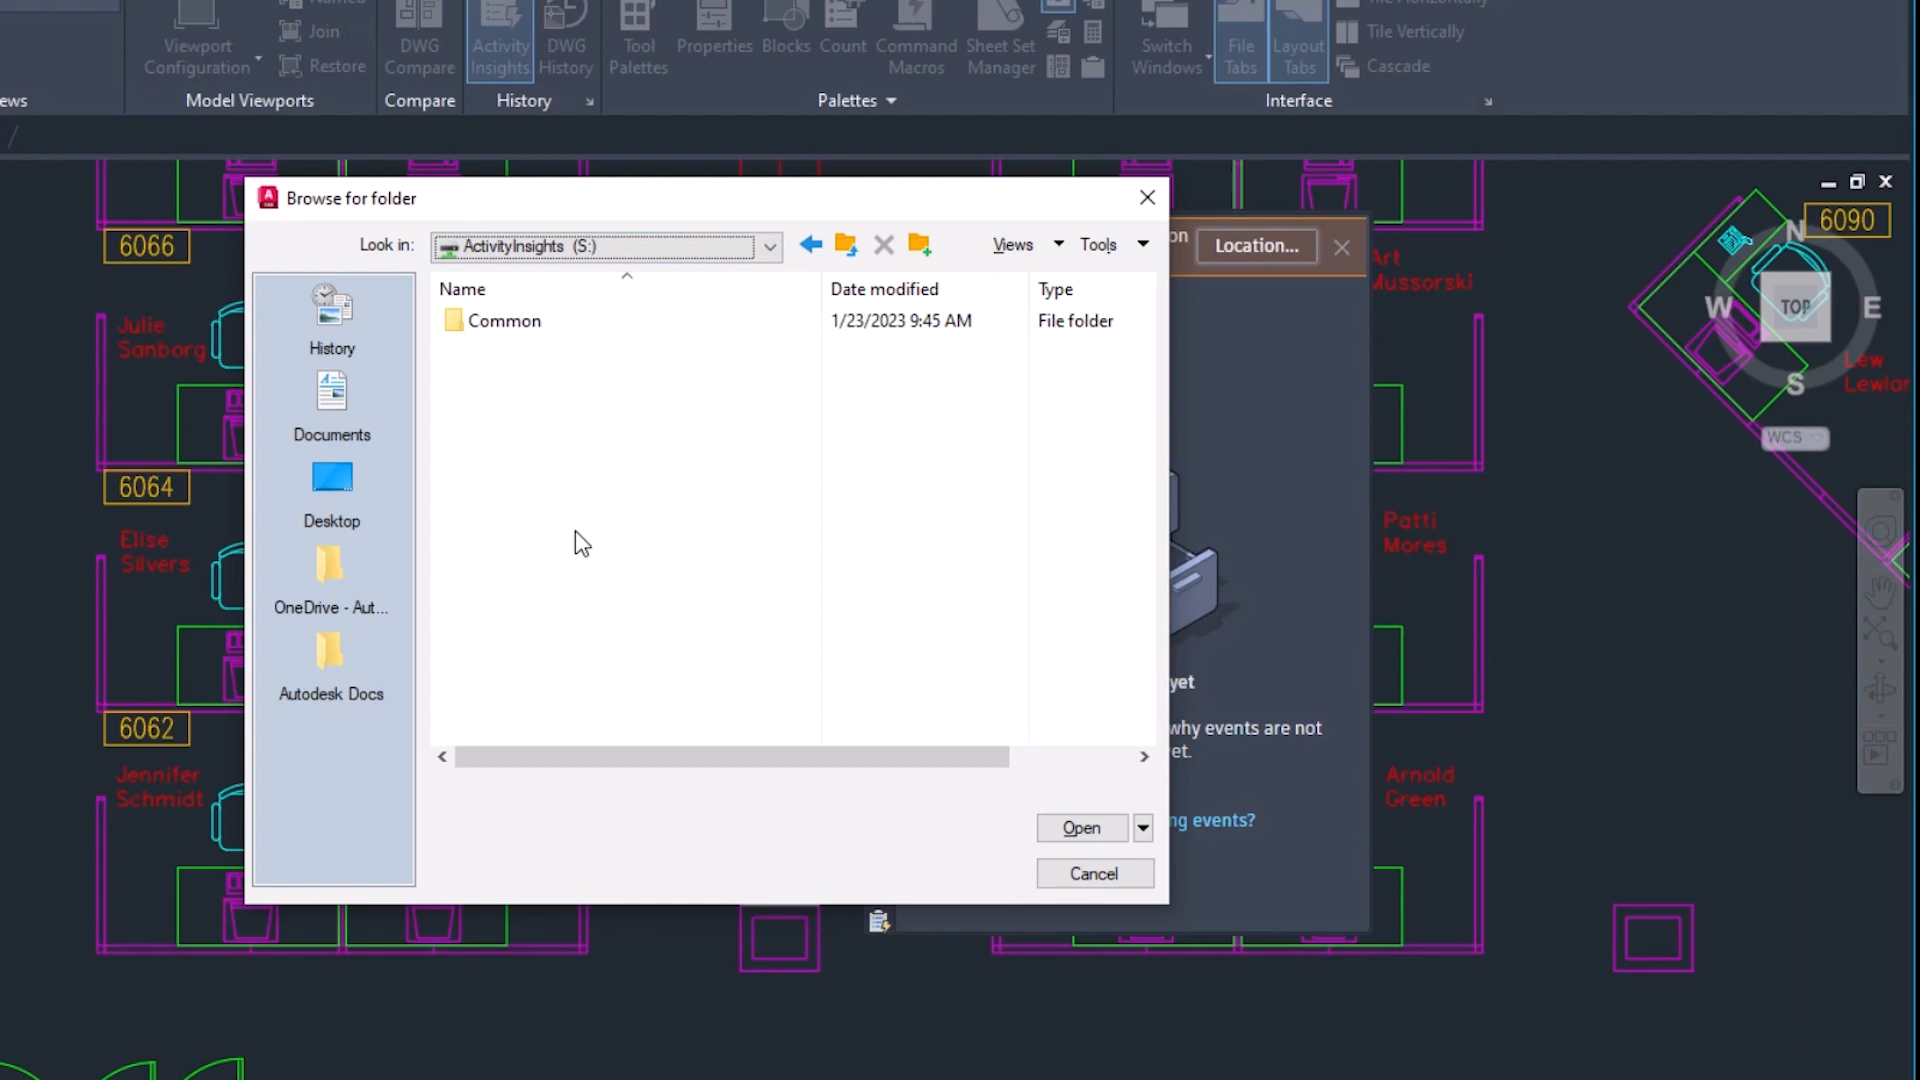 Viewport
Configuration
Join
Restore
Model Viewports
DWG
Compare
Compare
Activity
Insights
DWG
History
History
Tool
Palettes
Properties
Blocks
Count
Command
Macros
Sheet Set
Manager
Palettes
Switch
Windows
File
Tabs
Layout
Tabs
Tile Vertically
Cascade
Interface
Browse for folder
Look in:
ActivityInsights (S:)
Views
Tools
Name
Date modified
Type
Common
1/23/2023 9:45 AM
File folder
History
Documents
Desktop
OneDrive - Aut...
Autodesk Docs
Open
Cancel
Location...
yet
why events are not
et.
ng events?
6066
Julie
Sanborg
6064
Elise
Silvers
6062
Jennifer
Schmidt
Art
Mussorski
Patti
Mores
Arnold
Green
6090
Lew
N
W
TOP
E
S
WCS